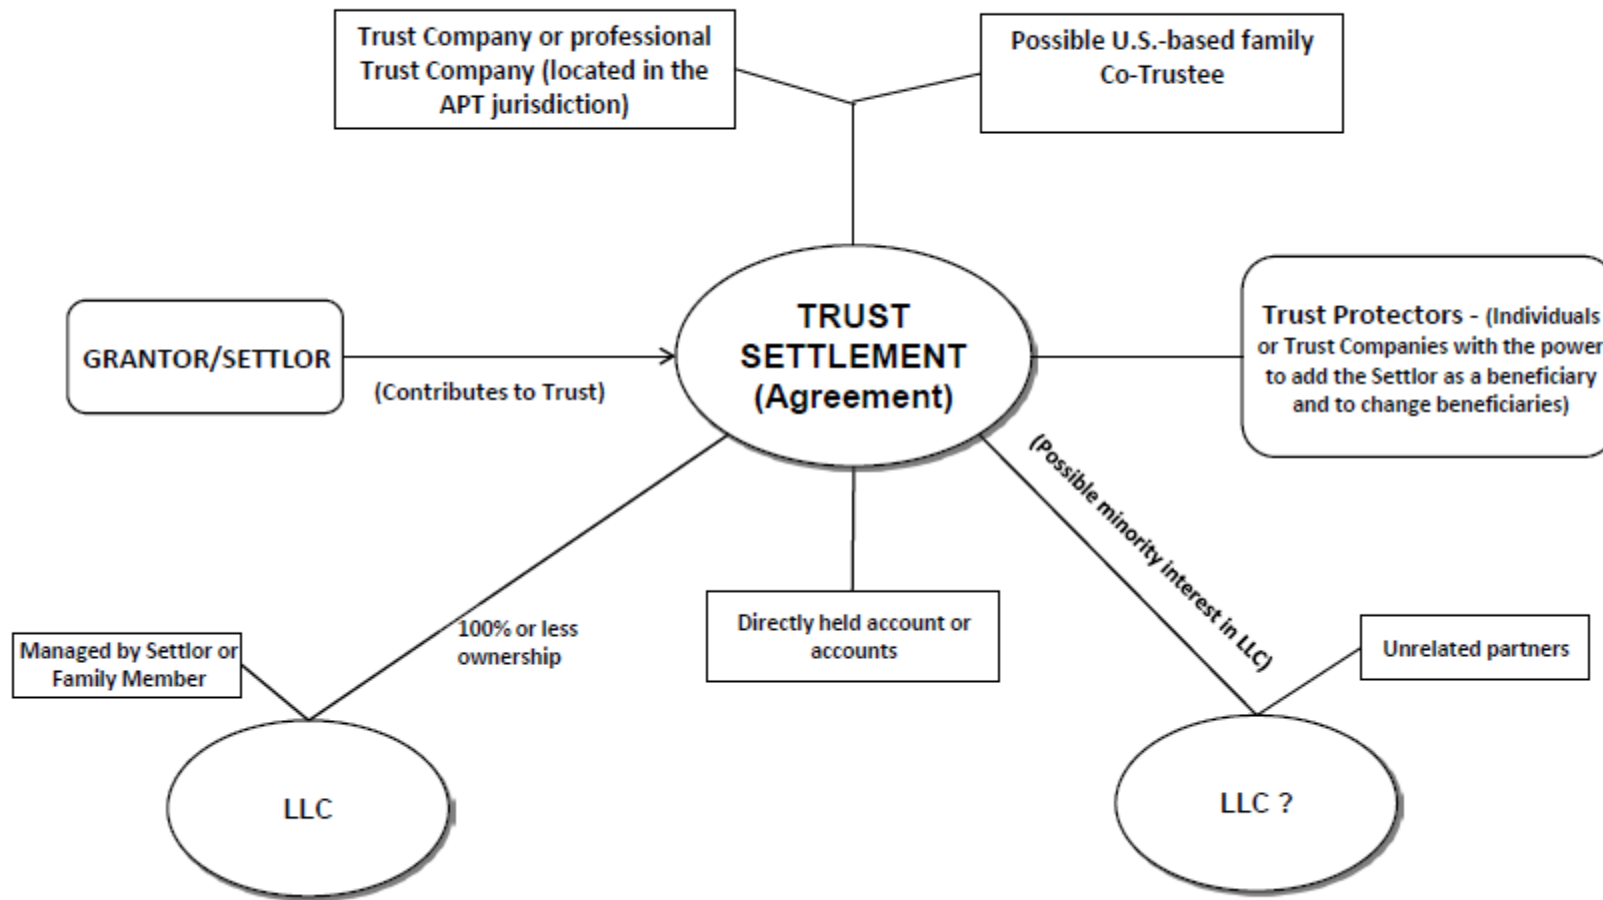 Trust Company or professional
Trust Company (located in the
APT jurisdiction)
Possible U.S.-based family
Co-Trustee
GRANTOR/SETTLOR
(Contributes to Trust)
TRUST
SETTLEMENT
(Agreement)
Trust Protectors - (Individuals
or Trust Companies with the power
to add the Settlor as a beneficiary
and to change beneficiaries)
(Possible minority interest in LLC)
Managed by Settlor or
Family Member
100% or less
ownership
Directly held account or
accounts
Unrelated partners
LLC
LLC ?